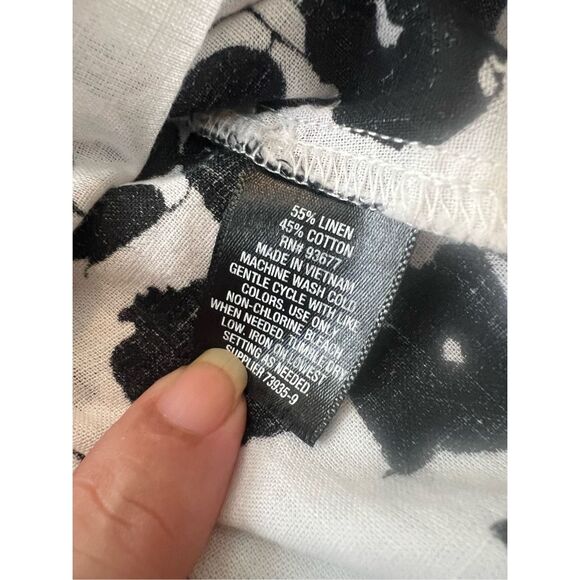 55% LINEN
45% COTTON
RN# 93677
MADE IN VIETNAM
MACHINE WASH COLD,
GENTLE CYCLE WITH LIKE
COLORS. USE ONLY
NON-CHLORINE BLEACH
WHEN NEEDED. TUMBLE DRY
LOW. IRON ON LOWEST
SETTING AS NEEDED.
SUPPLIER 73935-9